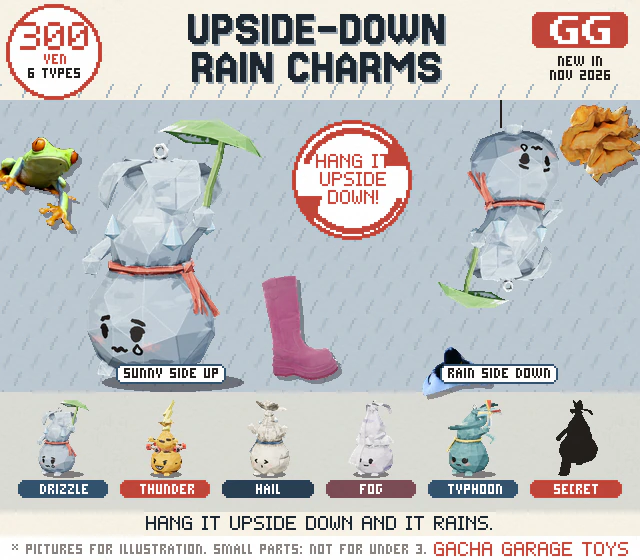 300
YEN
6 TYPES
UPSIDE-DOWN
RAIN CHARMS
GG
NEW IN
NOV 2026
HANG IT
UPSIDE
DOWN!
SUNNY SIDE UP
RAIN SIDE DOWN
DRIZZLE
THUNDER
HAIL
FOG
TYPHOON
SECRET
HANG IT UPSIDE DOWN AND IT RAINS.
* PICTURES FOR ILLUSTRATION. SMALL PARTS: NOT FOR UNDER 3. GACHA GARAGE TOYS